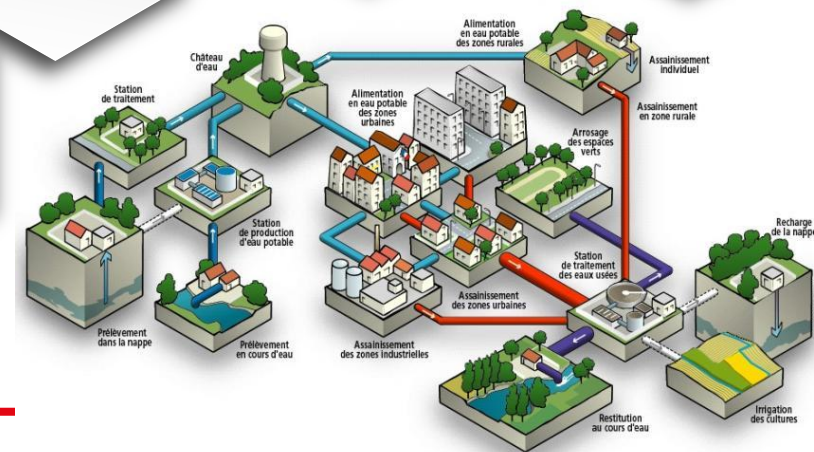 Alimentation
en eau potable
des zones rurales
Château
d'eau
Station
de traitement
Alimentation
en eau potable
des zones
urbaines
Assainissement
individuel
Assainissement
en zone rurale
Arrosage
des espaces
verts
Station
de production
d'eau potable
Recharge
de la nappe
Station
de traitement
des eaux usées
Prélèvement
dans la nappe
Prélèvement
en cours d'eau
Assainissement
des zones industrielles
Assainissement
des zones urbaines
Restitution
au cours d'eau
Irrigation
des cultures